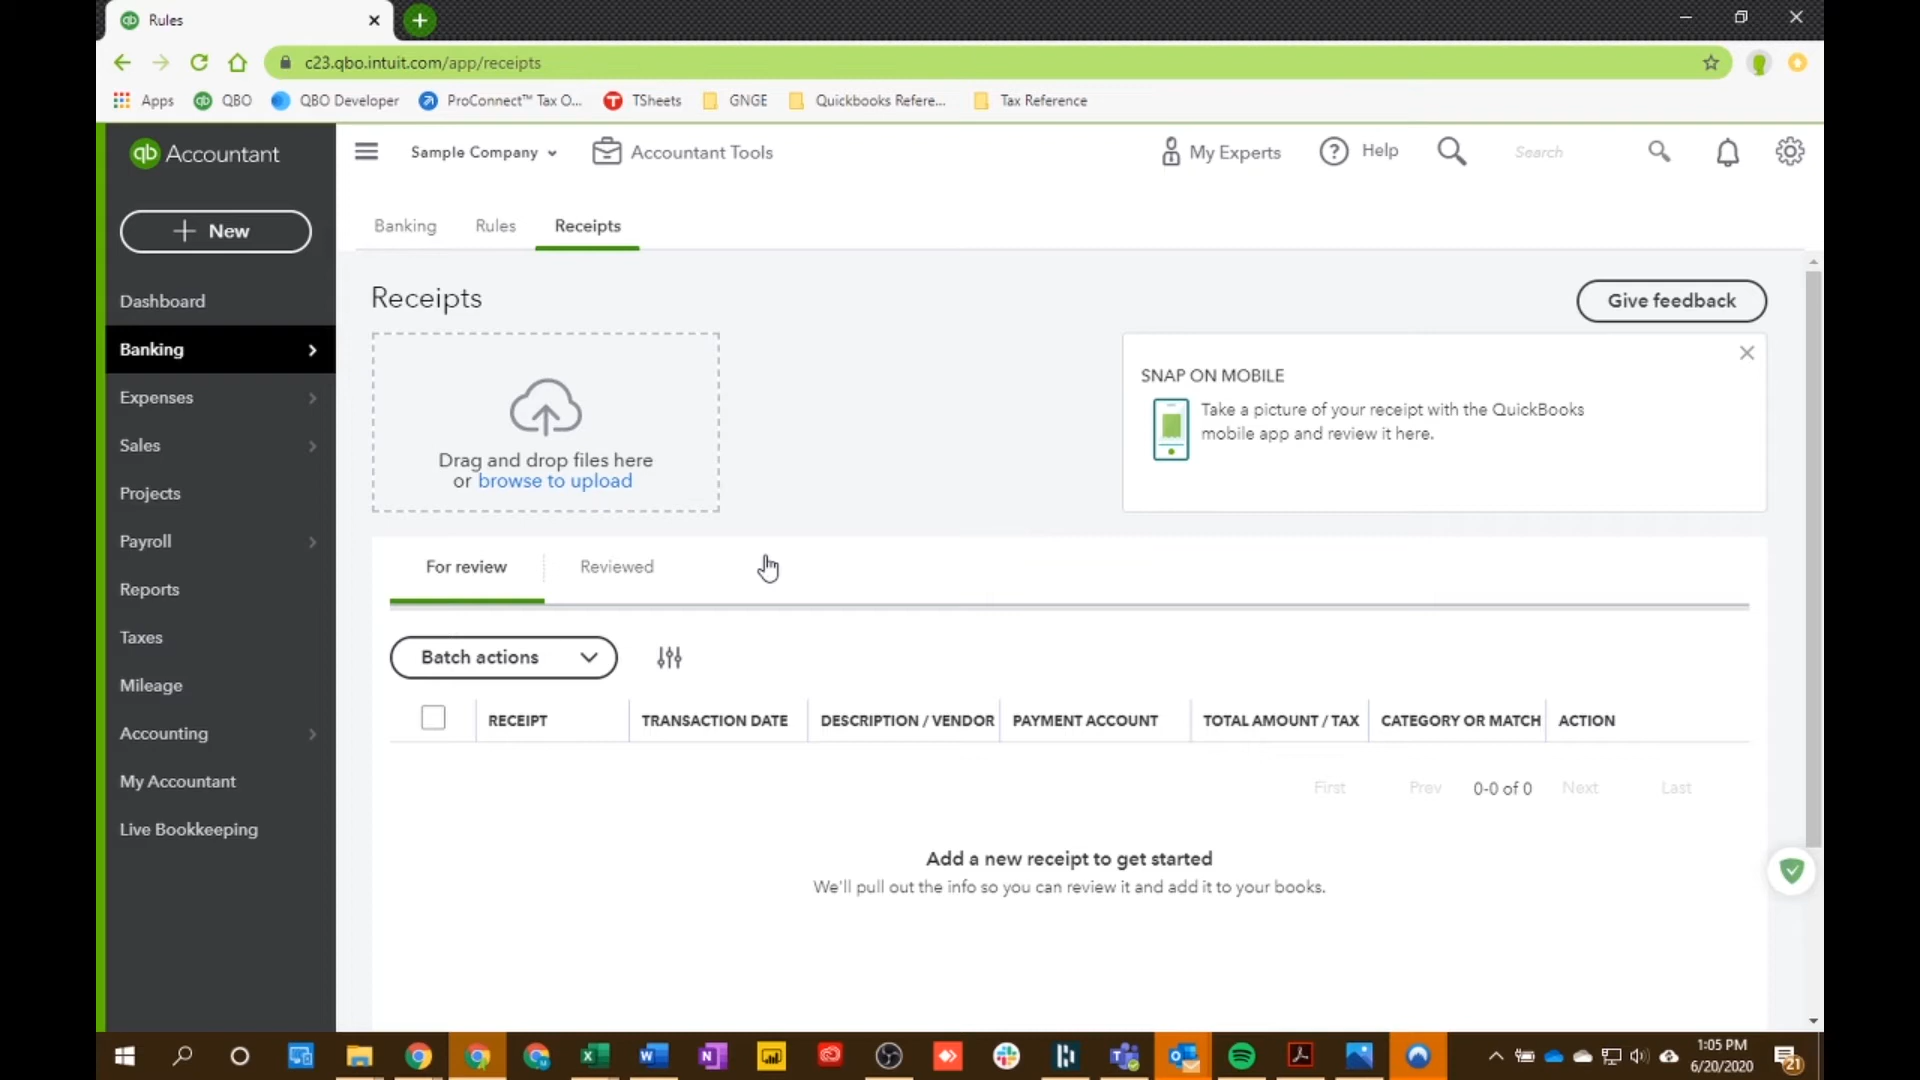 Rules
c23.qbo.intuit.com/app/receipts
Apps QBO QBO Developer ProConnect™ Tax O... TSheets GNGE Quickbooks Refere... Tax Reference
qb Accountant
Sample Company Accountant Tools My Experts ? Help Search
+ New
Banking Rules Receipts
Dashboard
Banking
Expenses
Sales
Projects
Payroll
Reports
Taxes
Mileage
Accounting
My Accountant
Live Bookkeeping
Receipts
Give feedback
Drag and drop files here
or browse to upload
SNAP ON MOBILE
Take a picture of your receipt with the QuickBooks
mobile app and review it here.
For review Reviewed
Batch actions
RECEIPT TRANSACTION DATE DESCRIPTION / VENDOR PAYMENT ACCOUNT TOTAL AMOUNT / TAX CATEGORY OR MATCH ACTION
First Prev 0-0 of 0 Next Last
Add a new receipt to get started
We'll pull out the info so you can review it and add it to your books.
1:05 PM
6/20/2020
21